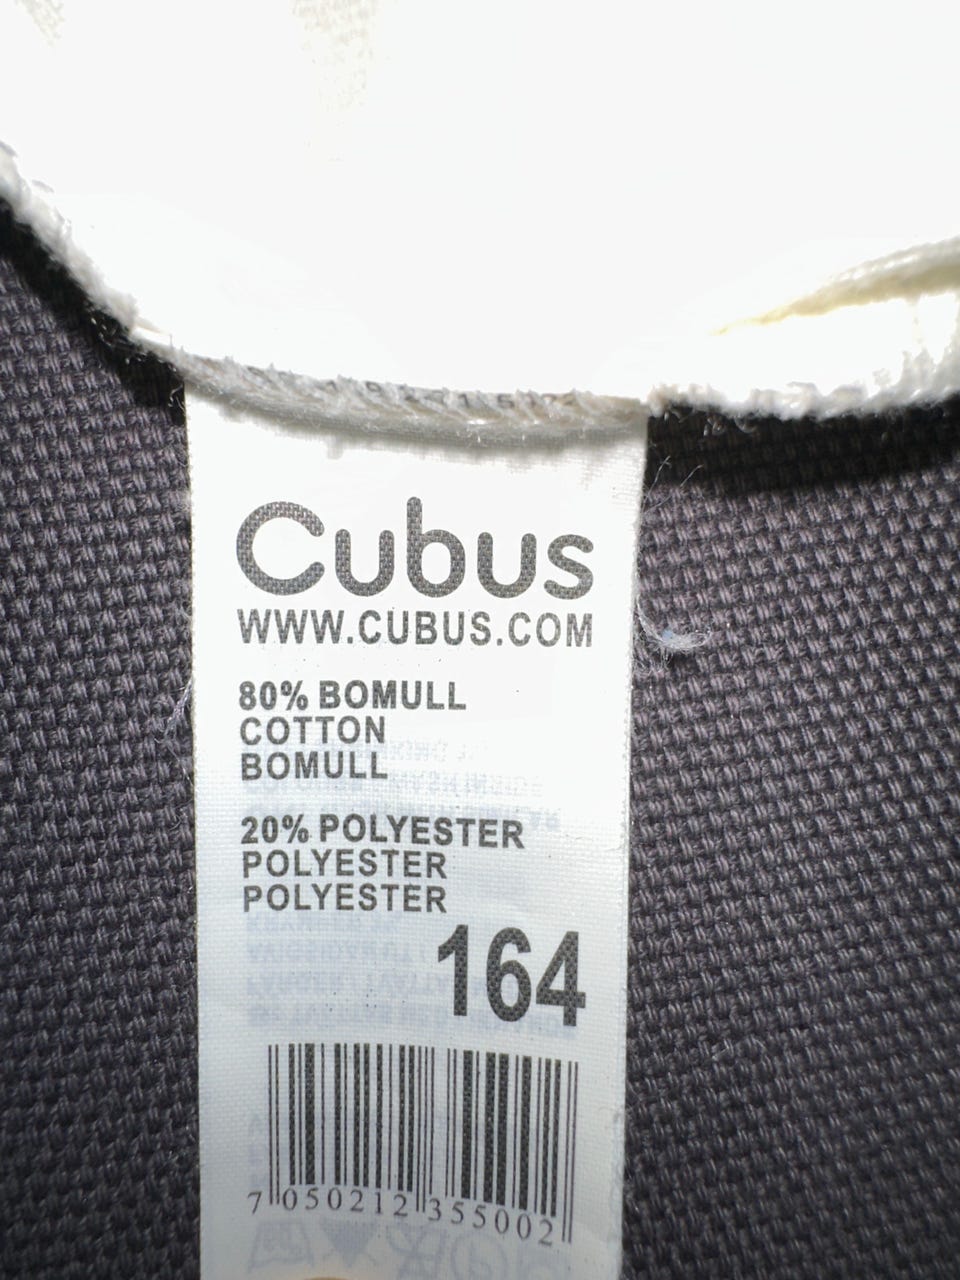 Cubus
WWW.CUBUS.COM
80% BOMULL
COTTON
BOMULL
20% POLYESTER
POLYESTER
POLYESTER
164
7 050212 355002